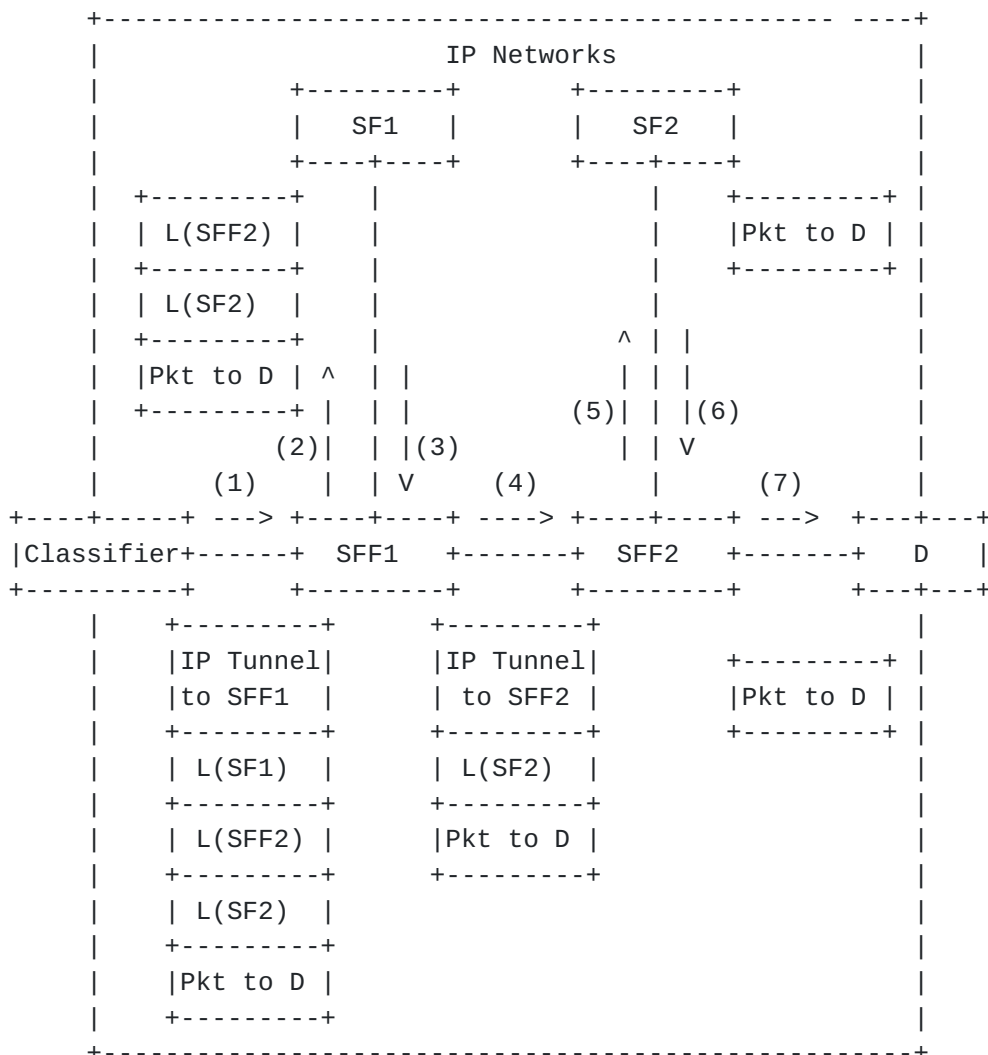 IP Networks
SF1 SF2
L(SFF2) Pkt to D
L(SF2)
Pkt to D ^ ^
(5) (6)
(2) (3) V
(1) V (4) (7)
---> ----> --->
Classifier SFF1 SFF2 D
IP Tunnel IP Tunnel
to SFF1 to SFF2 Pkt to D
L(SF1) L(SF2)
L(SFF2) Pkt to D
L(SF2)
Pkt to D